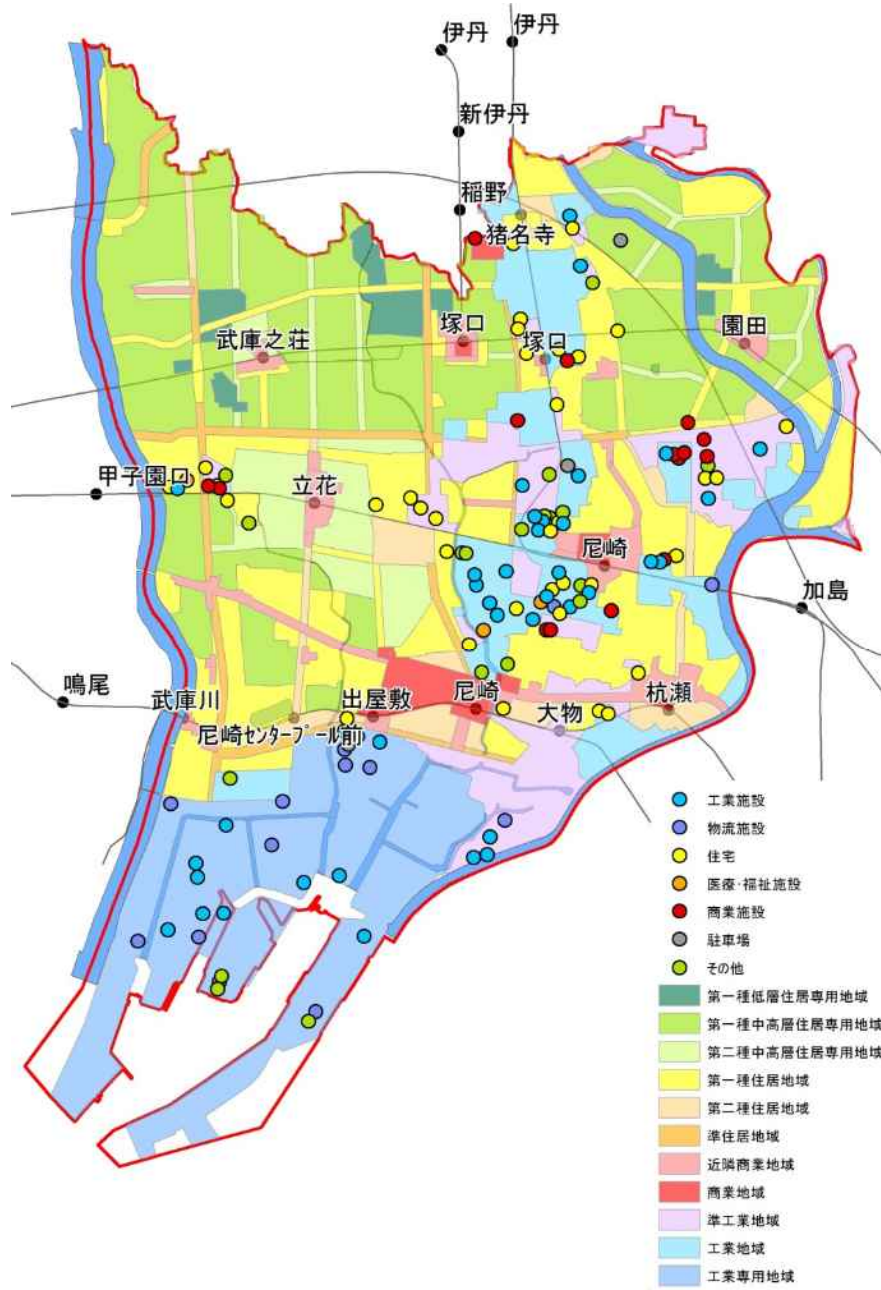 伊丹
伊丹
新伊丹
稲野
猪名寺
塚口
武庫之荘
塚口
園田
甲子園口
立花
尼崎
加島
鳴尾
武庫川
出屋敷
尼崎
大物
杭瀬
尼崎ｾﾝﾀｰﾌﾟｰﾙ前
工業施設
物流施設
住宅
医療・福祉施設
商業施設
駐車場
その他
第一種低層住居専用地域
第一種中高層住居専用地域
第二種中高層住居専用地域
第一種住居地域
第二種住居地域
準住居地域
近隣商業地域
商業地域
準工業地域
工業地域
工業専用地域